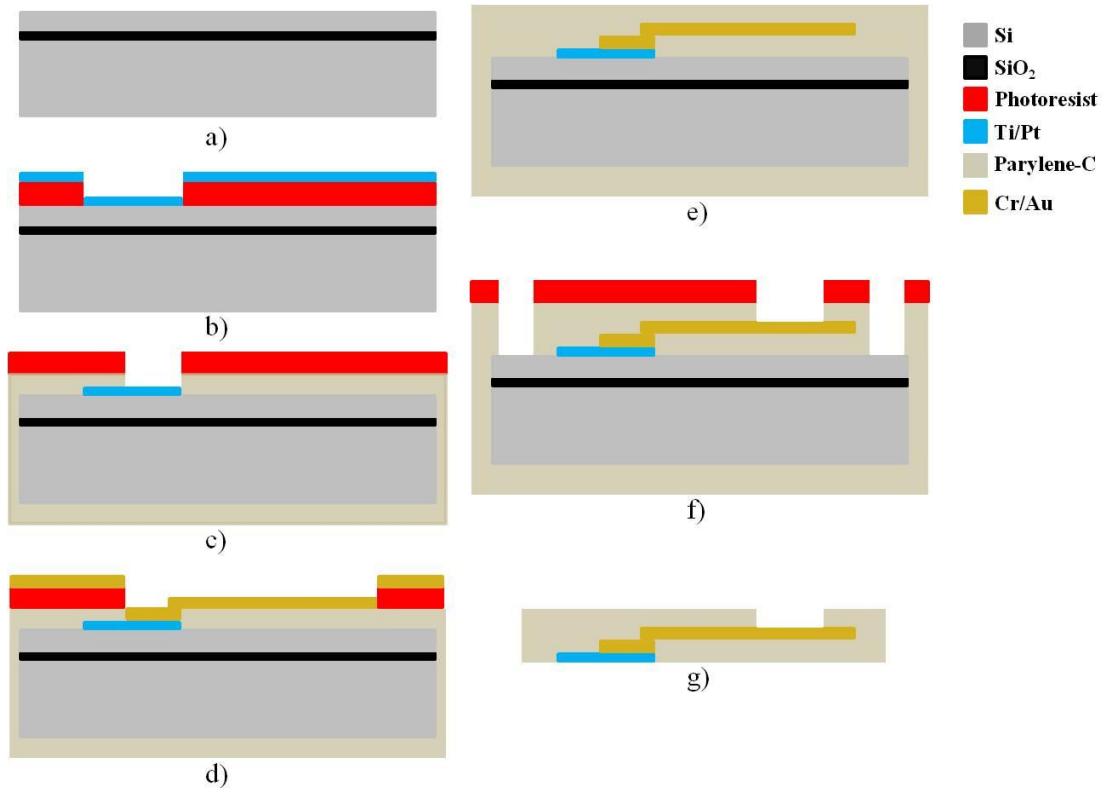 a)
b)
c)
d)
e)
f)
g)
Si
SiO₂
Photoresist
Ti/Pt
Parylene-C
Cr/Au